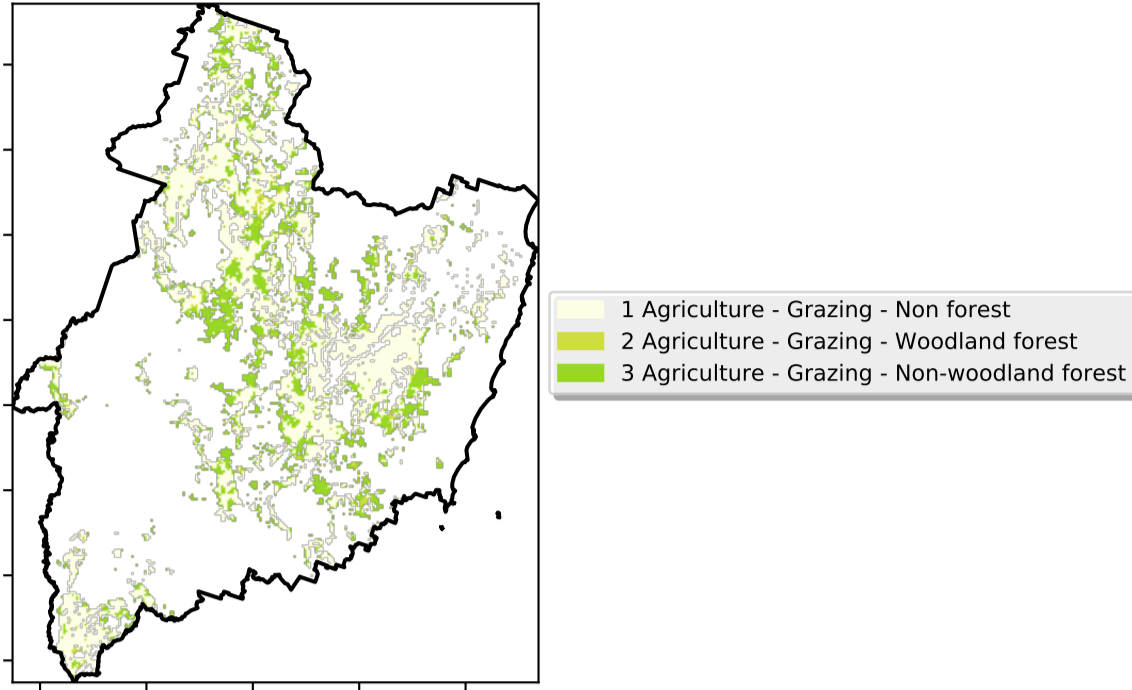 1 Agriculture - Grazing - Non forest
2 Agriculture - Grazing - Woodland forest
3 Agriculture - Grazing - Non-woodland forest